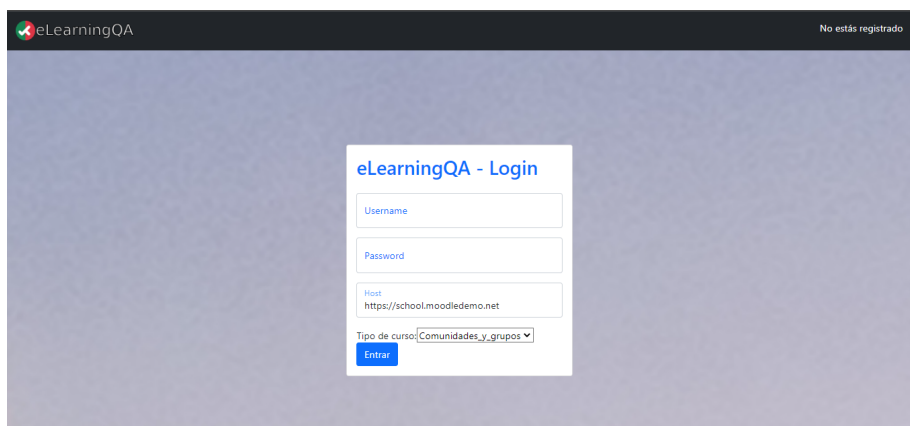 eLearningQA
No estás registrado
eLearningQA - Login
Username
Password
Host
https://school.moodledemo.net
Tipo de curso: Comunidades_y_grupos
Entrar